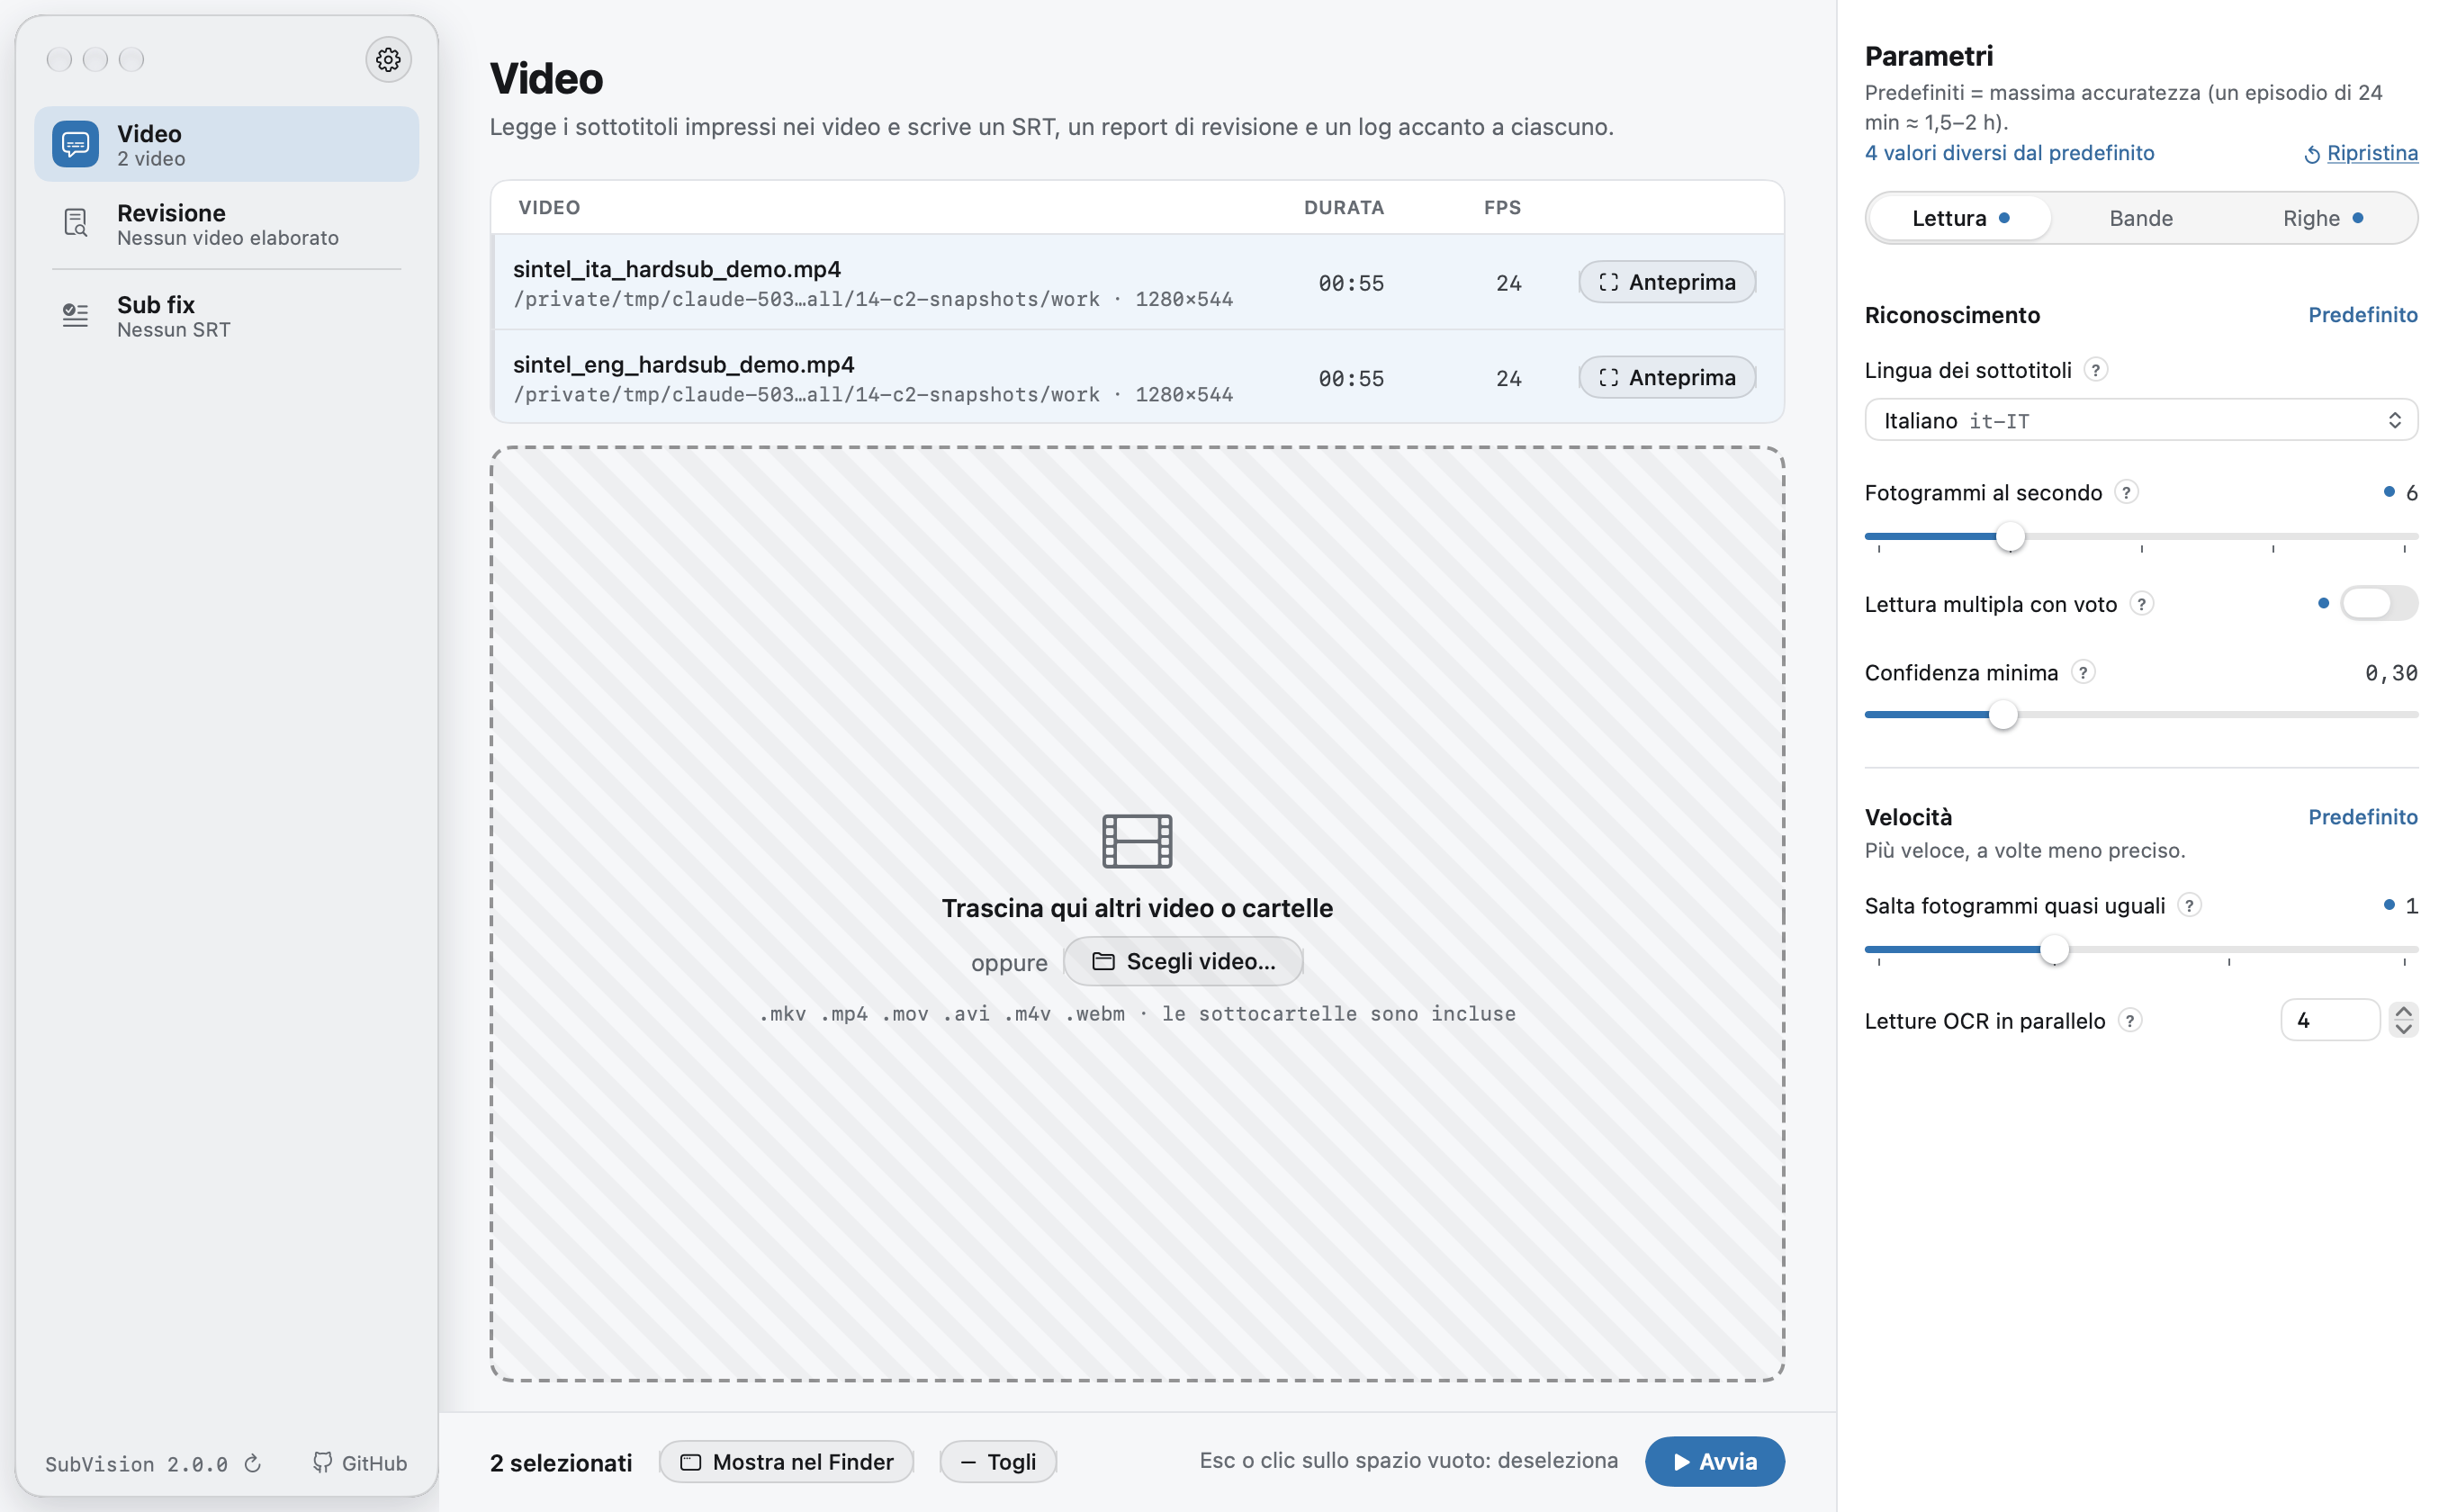 Video
2 video
Revisione
Nessun video elaborato
Sub fix
Nessun SRT
SubVision 2.0.0
GitHub
Video
Legge i sottotitoli impressi nei video e scrive un SRT, un report di revisione e un log accanto a ciascuno.
VIDEO DURATA FPS
sintel_ita_hardsub_demo.mp4
/private/tmp/claude-503…all/14-c2-snapshots/work · 1280×544
00:55 24 Anteprima
sintel_eng_hardsub_demo.mp4
/private/tmp/claude-503…all/14-c2-snapshots/work · 1280×544
00:55 24 Anteprima
Trascina qui altri video o cartelle
oppure Scegli video...
.mkv .mp4 .mov .avi .m4v .webm · le sottocartelle sono incluse
2 selezionati Mostra nel Finder Togli Esc o clic sullo spazio vuoto: deseleziona Avvia
Parametri
Predefiniti = massima accuratezza (un episodio di 24
min ≈ 1,5–2 h).
4 valori diversi dal predefinito Ripristina
Lettura Bande Righe
Riconoscimento Predefinito
Lingua dei sottotitoli ?
Italiano it-IT
Fotogrammi al secondo ? 6
Lettura multipla con voto ?
Confidenza minima ? 0,30
Velocità Predefinito
Più veloce, a volte meno preciso.
Salta fotogrammi quasi uguali ? 1
Letture OCR in parallelo ? 4